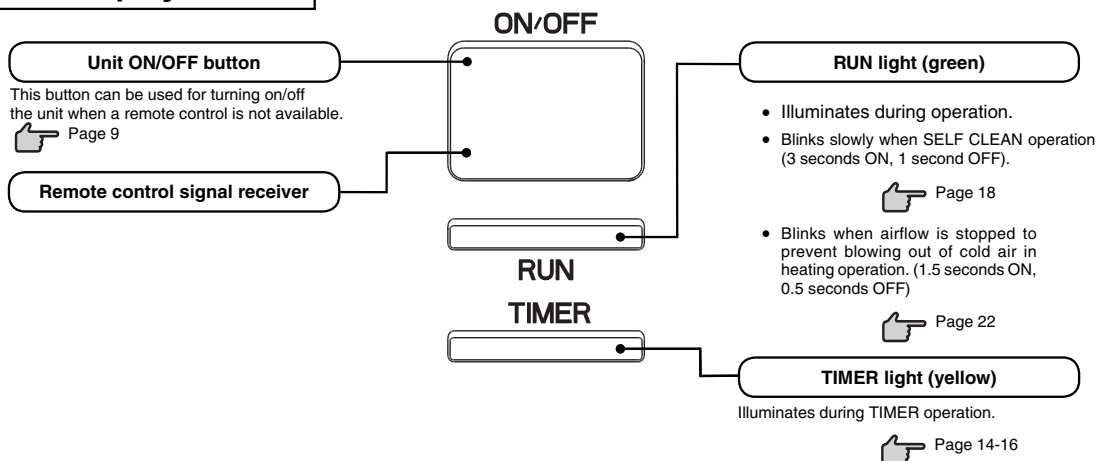 ON/OFF
Unit ON/OFF button
This button can be used for turning on/off
the unit when a remote control is not available.
Page 9
Remote control signal receiver
RUN
TIMER
RUN light (green)
• Illuminates during operation.
• Blinks slowly when SELF CLEAN operation
(3 seconds ON, 1 second OFF).
Page 18
• Blinks when airflow is stopped to
prevent blowing out of cold air in
heating operation. (1.5 seconds ON,
0.5 seconds OFF)
Page 22
TIMER light (yellow)
Illuminates during TIMER operation.
Page 14-16